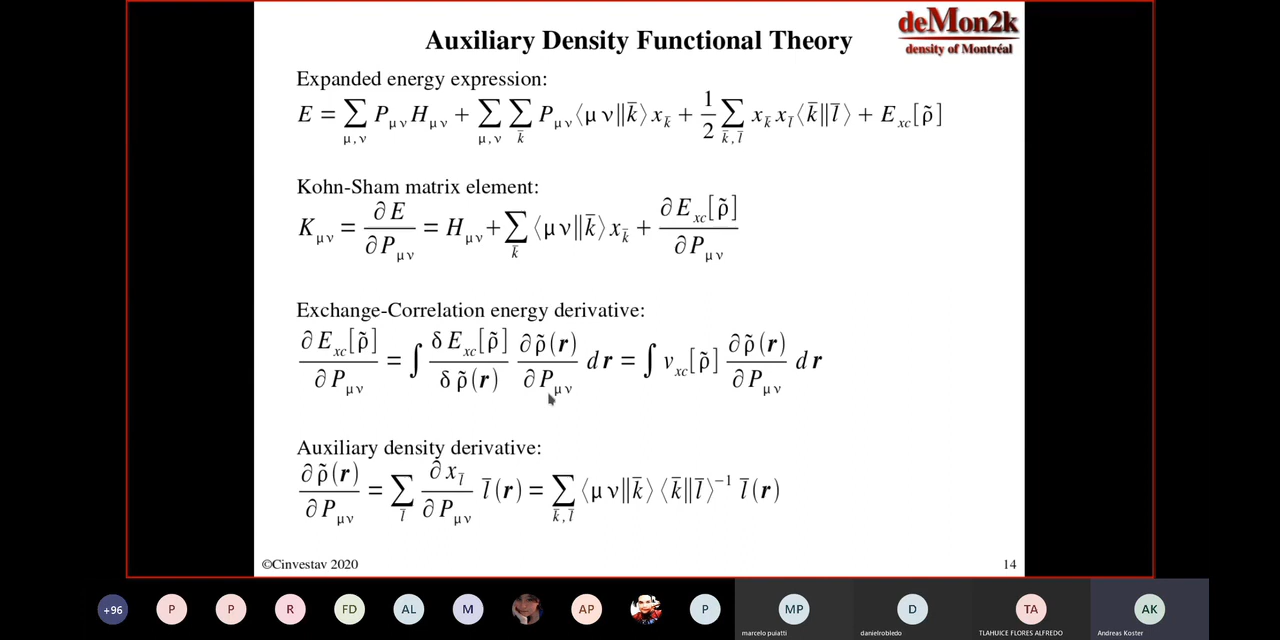 Auxiliary Density Functional Theory
deMon2k
density of Montréal
Expanded energy expression:
E = ∑_{μ,ν} P_{μν} H_{μν} + ∑_{μ,ν} ∑_{k̄} P_{μν} ⟨μν||k̄⟩ x_{k̄} + 1/2 ∑_{k̄,l̄} x_{k̄} x_{l̄} ⟨k̄||l̄⟩ + E_{xc}[ρ̃]
Kohn-Sham matrix element:
K_{μν} = ∂E/∂P_{μν} = H_{μν} + ∑_{k̄} ⟨μν||k̄⟩ x_{k̄} + ∂E_{xc}[ρ̃]/∂P_{μν}
Exchange-Correlation energy derivative:
∂E_{xc}[ρ̃]/∂P_{μν} = ∫ δE_{xc}[ρ̃]/δρ̃(r) ∂ρ̃(r)/∂P_{μν} dr = ∫ v_{xc}[ρ̃] ∂ρ̃(r)/∂P_{μν} dr
Auxiliary density derivative:
∂ρ̃(r)/∂P_{μν} = ∑_{l̄} ∂x_{l̄}/∂P_{μν} l̄(r) = ∑_{k̄,l̄} ⟨μν||k̄⟩ ⟨k̄||l̄⟩^{-1} l̄(r)
©Cinvestav 2020
14
+96 P P R FD AL M AP P MP D TA AK
marcelo puiatti danielrobledo TLAHUICE FLORES ALFREDO Andreas Koster